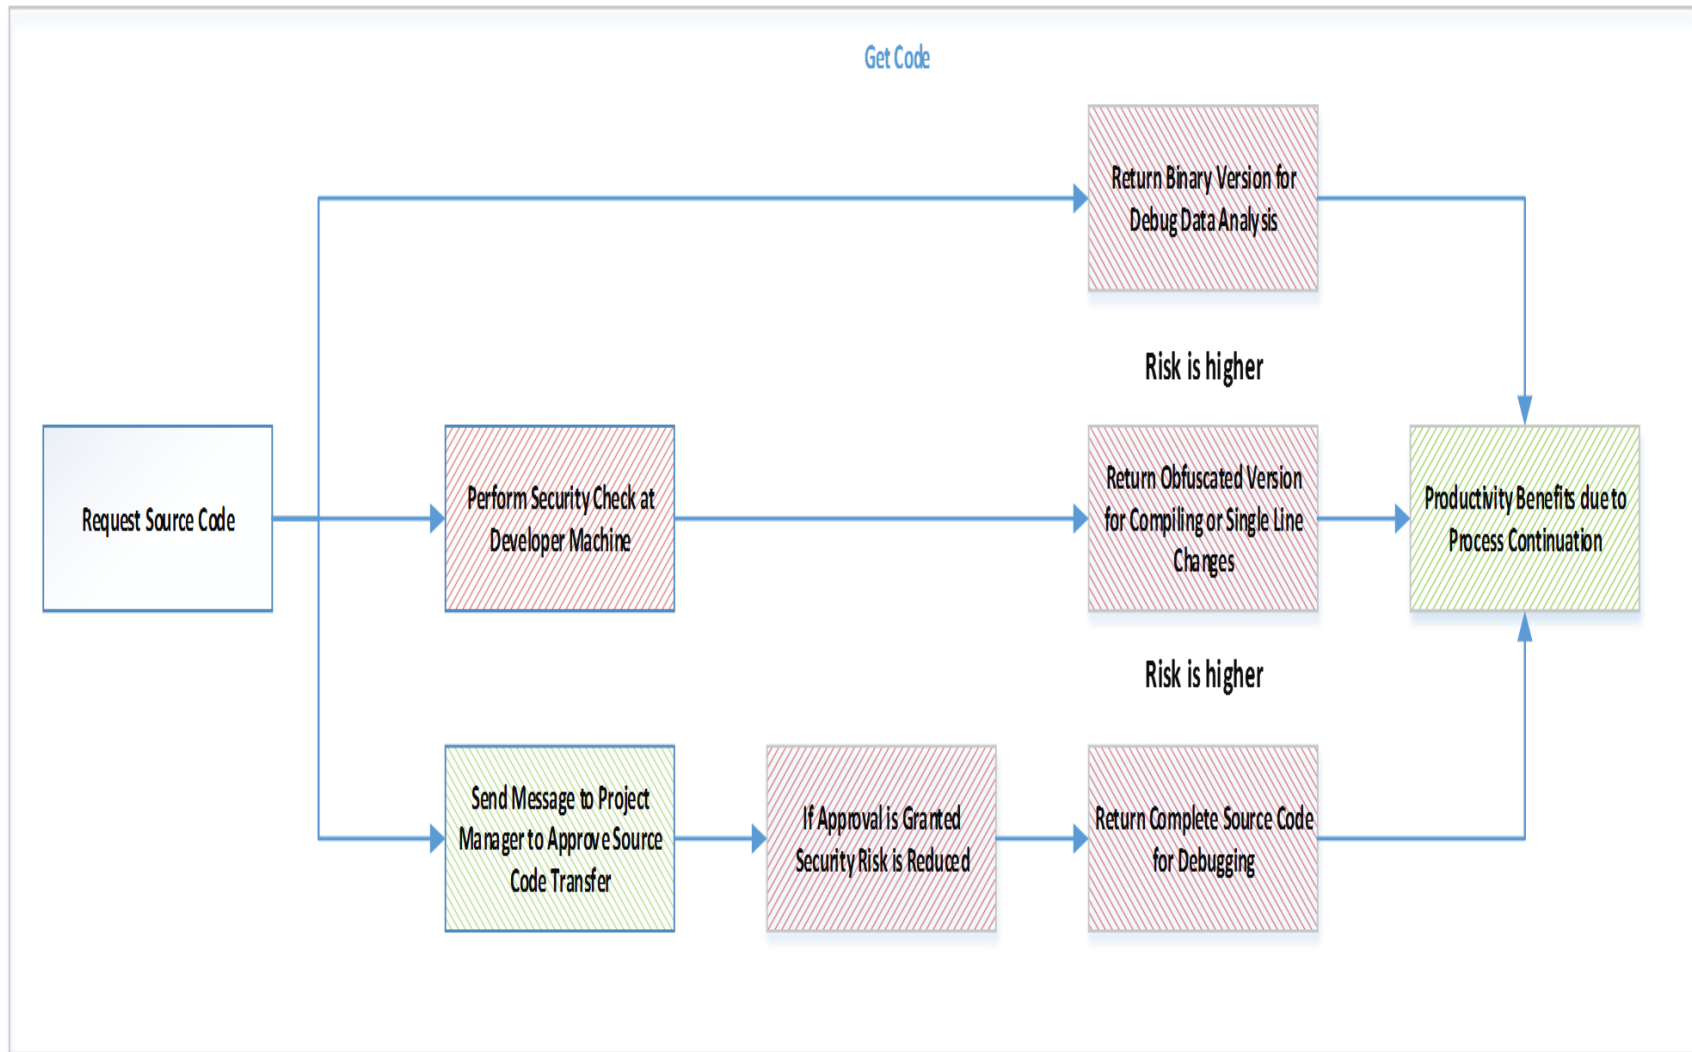 Get Code
Return Binary Version for
Debug Data Analysis
Risk is higher
Request Source Code
Perform Security Check at
Developer Machine
Return Obfuscated Version
for Compiling or Single Line
Changes
Productivity Benefits due to
Process Continuation
Risk is higher
Send Message to Project
Manager to Approve Source
Code Transfer
If Approval is Granted
Security Risk is Reduced
Return Complete Source Code
for Debugging